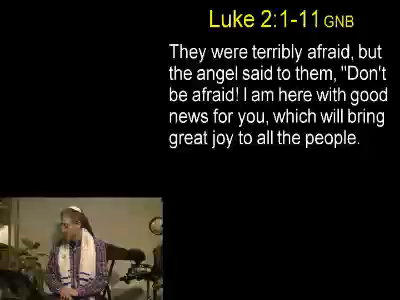 Luke 2:1-11 GNB
They were terribly afraid, but
the angel said to them, "Don't
be afraid! I am here with good
news for you, which will bring
great joy to all the people.